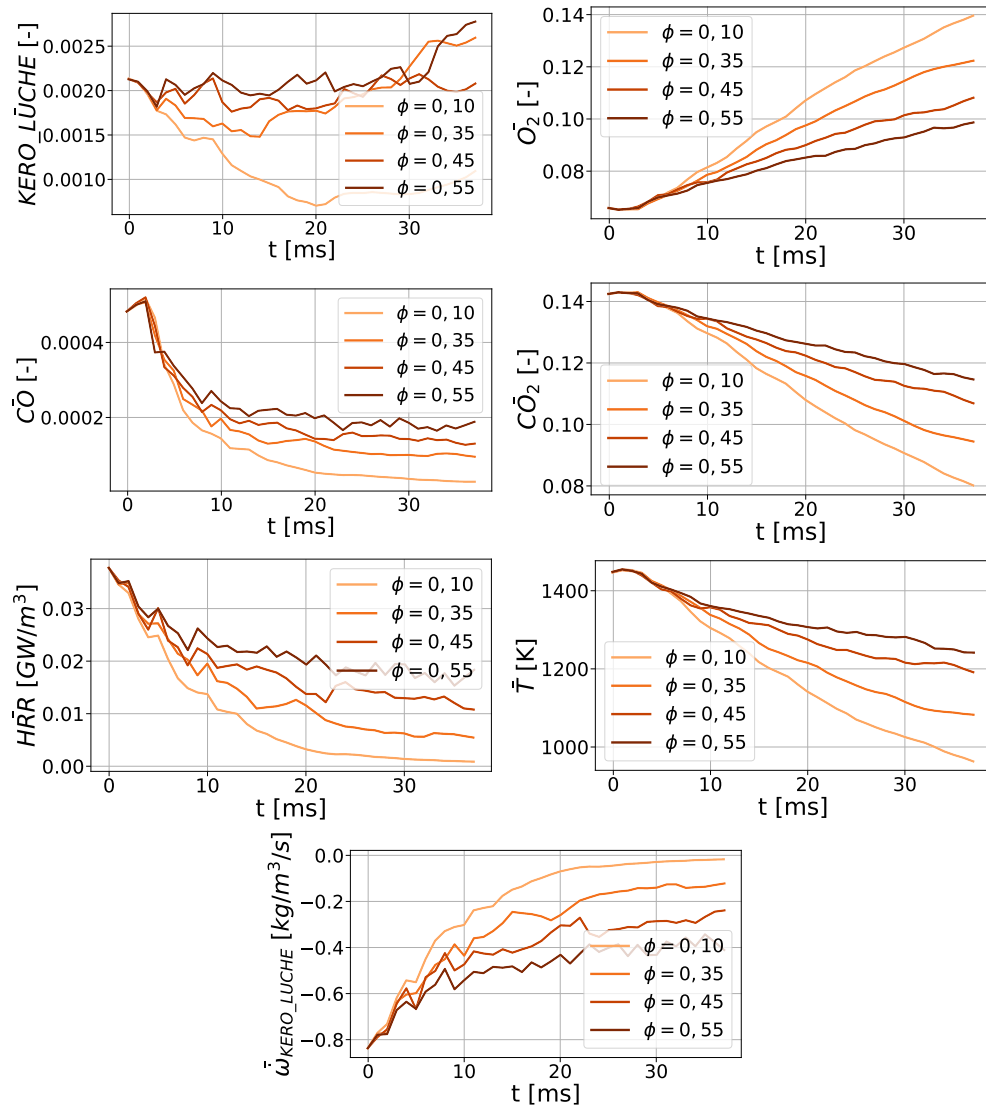 KERO_LUCHE [-]
0.0025
0.0020
0.0015
0.0010
0 10 20 30
t [ms]
ϕ = 0, 10
ϕ = 0, 35
ϕ = 0, 45
ϕ = 0, 55
Ō₂ [-]
0.14
0.12
0.10
0.08
0 10 20 30
t [ms]
ϕ = 0, 10
ϕ = 0, 35
ϕ = 0, 45
ϕ = 0, 55
C̄O [-]
0.0004
0.0002
0 10 20 30
t [ms]
ϕ = 0, 10
ϕ = 0, 35
ϕ = 0, 45
ϕ = 0, 55
CŌ₂ [-]
0.14
0.12
0.10
0.08
0 10 20 30
t [ms]
ϕ = 0, 10
ϕ = 0, 35
ϕ = 0, 45
ϕ = 0, 55
HR̄R [GW/m³]
0.03
0.02
0.01
0.00
0 10 20 30
t [ms]
ϕ = 0, 10
ϕ = 0, 35
ϕ = 0, 45
ϕ = 0, 55
T̄ [K]
1400
1200
1000
0 10 20 30
t [ms]
ϕ = 0, 10
ϕ = 0, 35
ϕ = 0, 45
ϕ = 0, 55
ω̇̄_KERO_LUCHE [kg/m³/s]
0.0
−0.2
−0.4
−0.6
−0.8
0 10 20 30
t [ms]
ϕ = 0, 10
ϕ = 0, 35
ϕ = 0, 45
ϕ = 0, 55